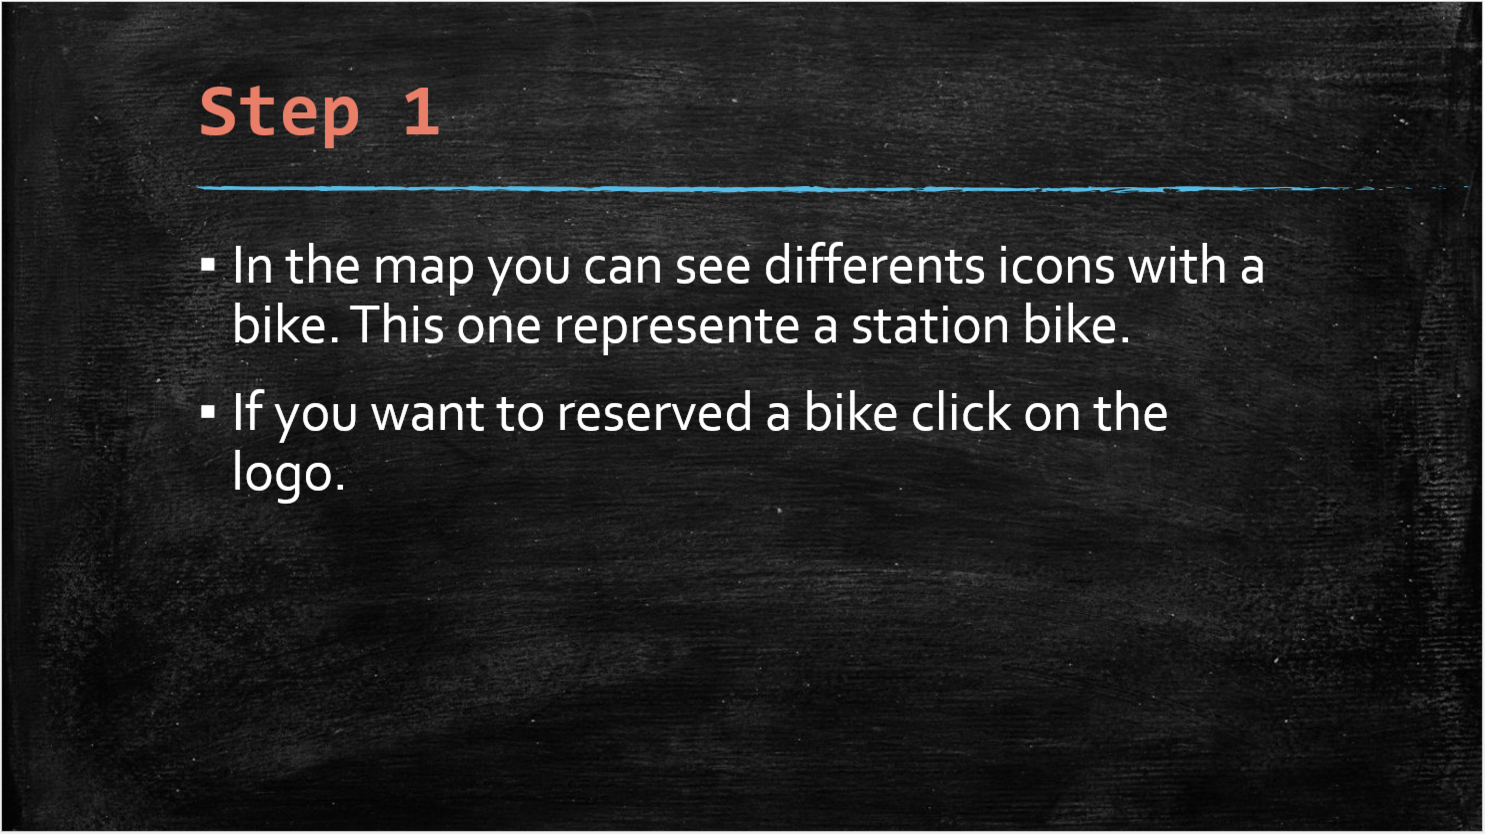 Step 1
▪ In the map you can see differents icons with a
bike. This one represente a station bike.
▪ If you want to reserved a bike click on the
logo.